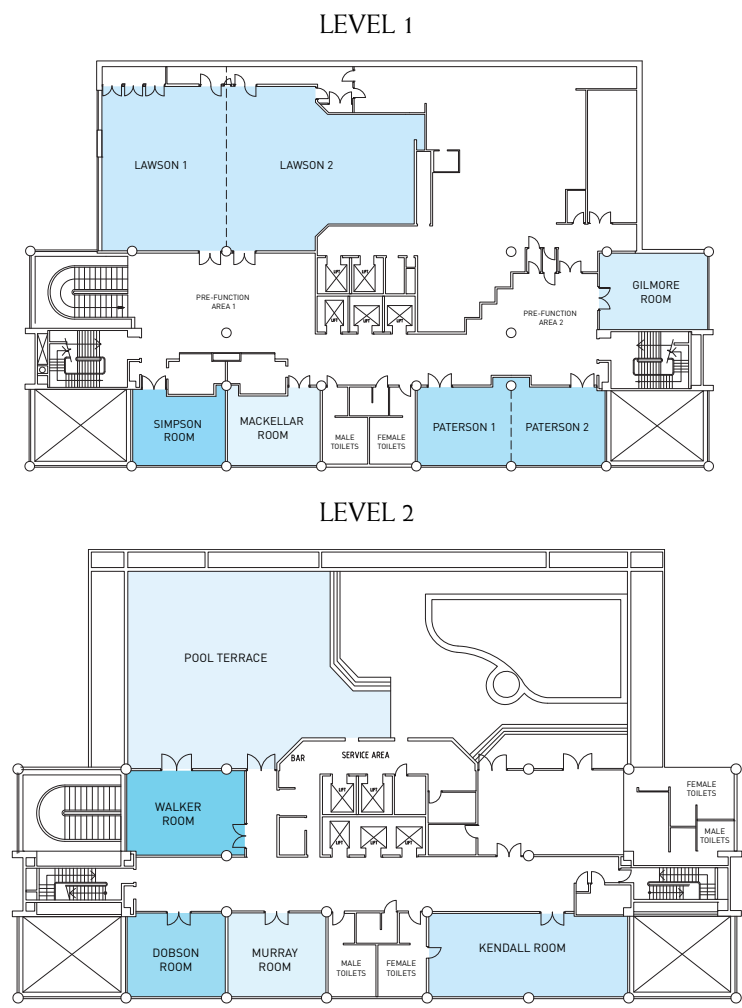 LEVEL 1
LAWSON 1
LAWSON 2
LIFT
LIFT
PRE-FUNCTION
AREA 1
GILMORE
ROOM
LIFT
LIFT
LIFT
PRE-FUNCTION
AREA 2
SIMPSON
ROOM
MACKELLAR
ROOM
MALE
TOILETS
FEMALE
TOILETS
PATERSON 1
PATERSON 2
LEVEL 2
POOL TERRACE
BAR
SERVICE AREA
LIFT
LIFT
FEMALE
TOILETS
WALKER
ROOM
MALE
TOILETS
LIFT
LIFT
LIFT
DOBSON
ROOM
MURRAY
ROOM
MALE
TOILETS
FEMALE
TOILETS
KENDALL ROOM